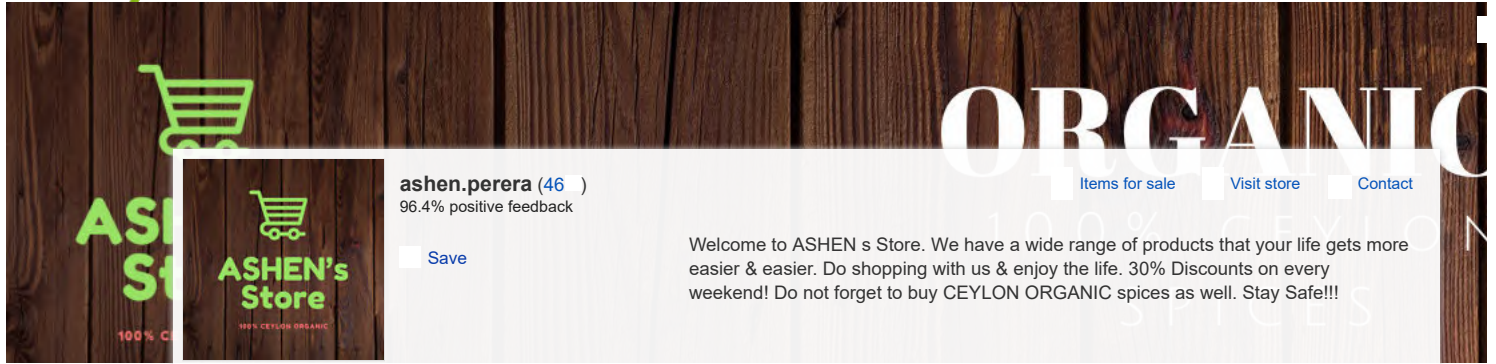 ORGANIC
ashen.perera (46 )
96.4% positive feedback
Items for sale
Visit store
Contact
Save
Welcome to ASHEN s Store. We have a wide range of products that your life gets more
easier & easier. Do shopping with us & enjoy the life. 30% Discounts on every
weekend! Do not forget to buy CEYLON ORGANIC spices as well. Stay Safe!!!
ASHEN's
Store
100% CEYLON ORGANIC
AS
St
100% C
00% CEYLON
SPICES